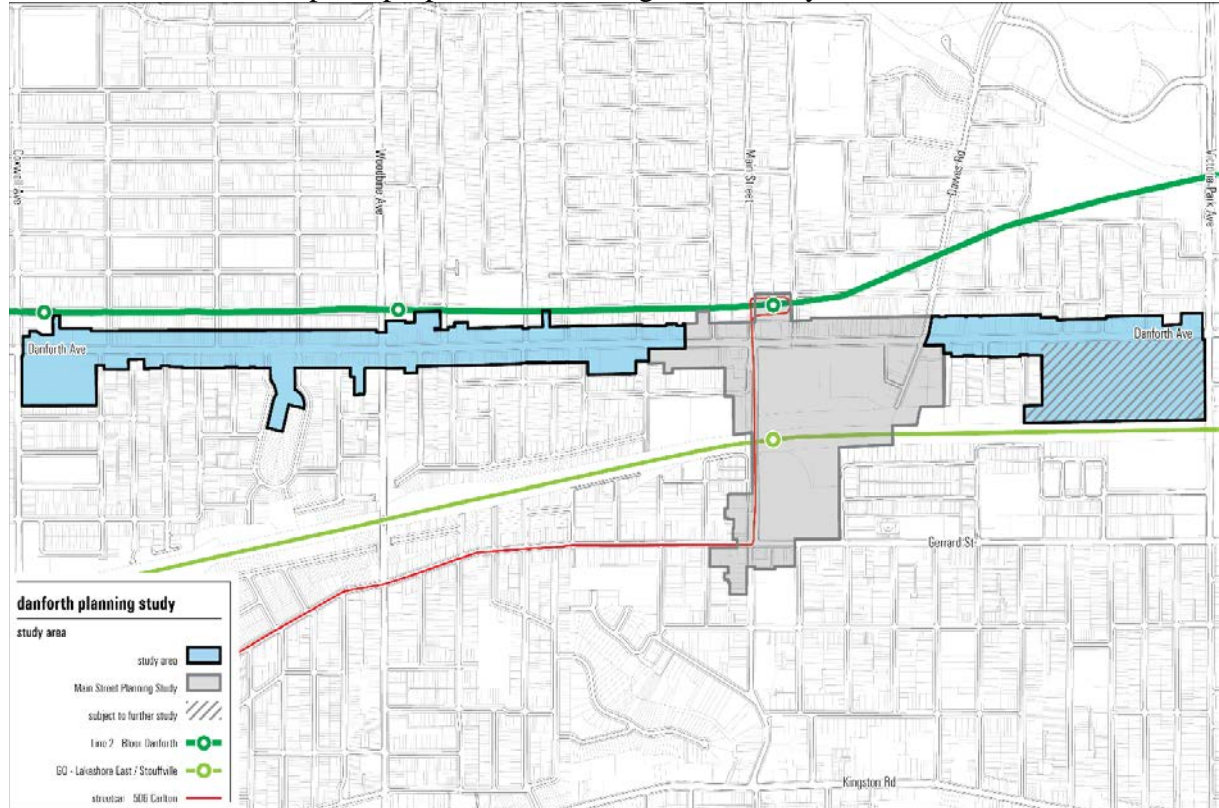 Coxwell Ave
Woodbine Ave
Main Street
Dawes Rd
Victoria Park Ave
Danforth Ave
Danforth Ave
Gerrard St
Kingston Rd
danforth planning study
study area
study area
Main Street Planning Study
subject to further study
Line 2 - Bloor Danforth
GO - Lakeshore East / Stouffville
streetcar 506 Carlton